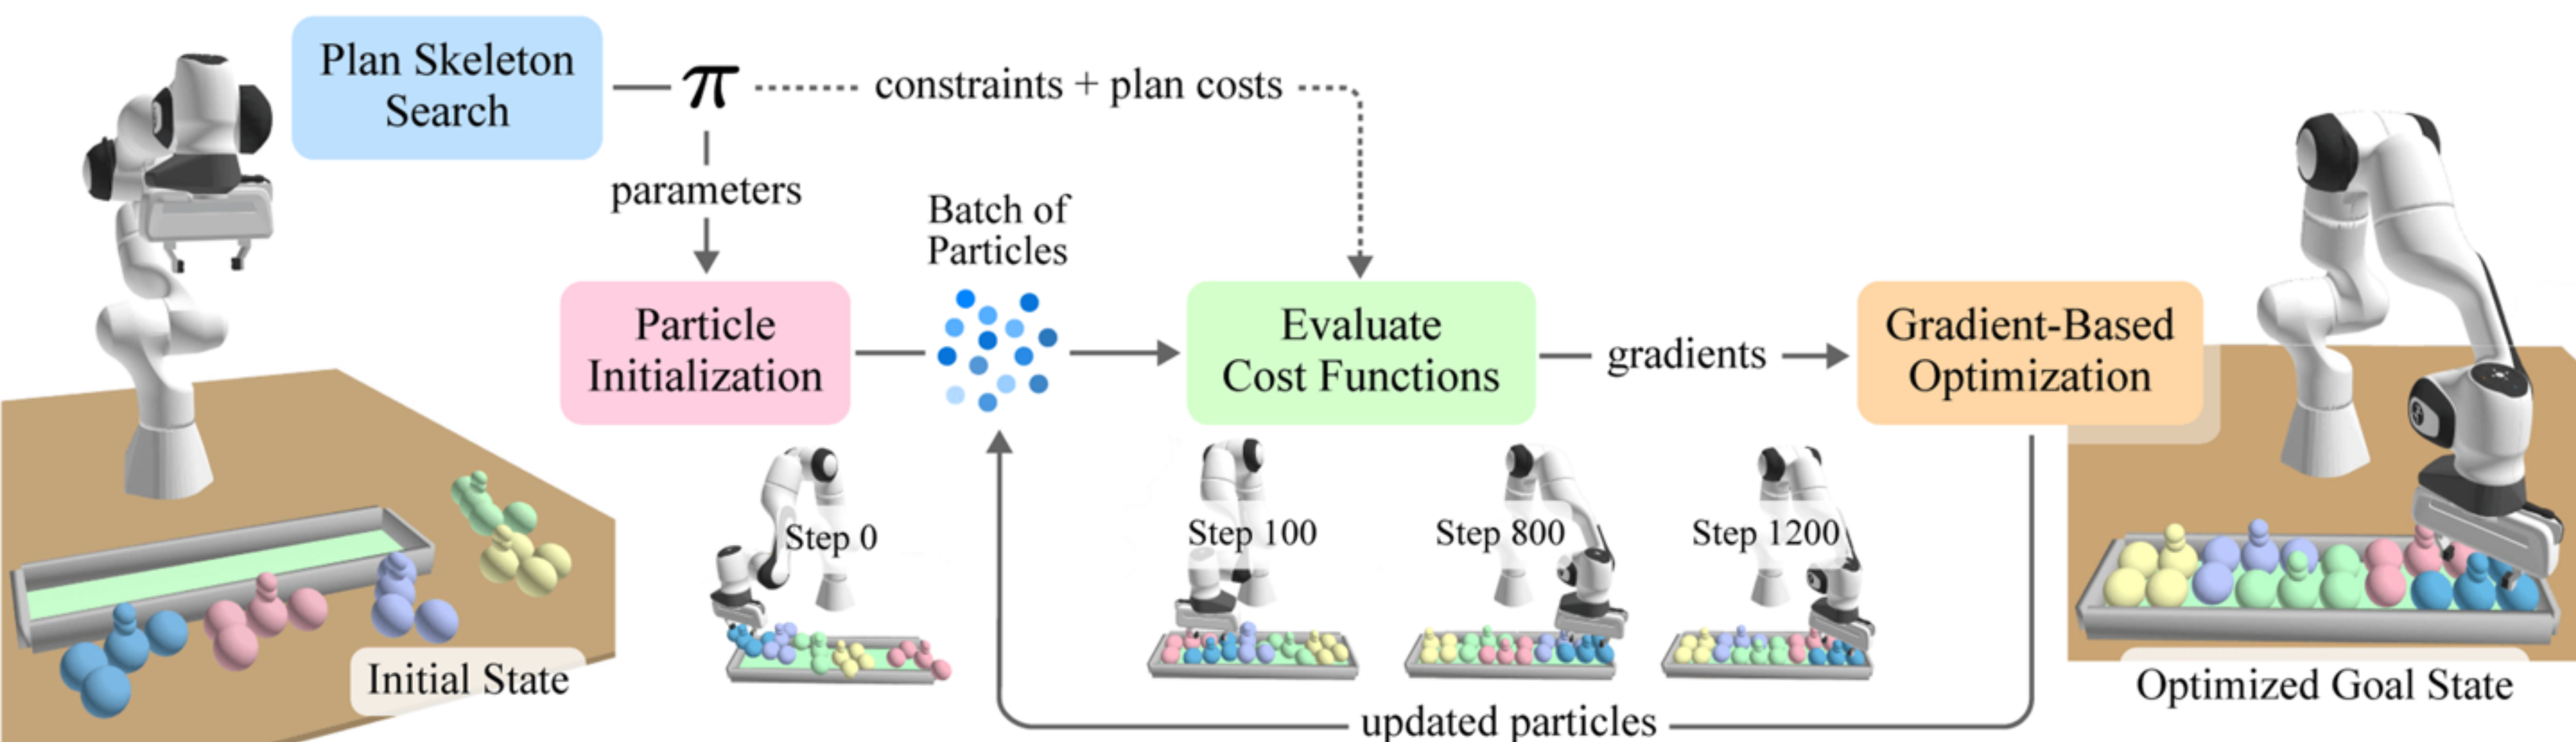 Plan Skeleton
Search
π
constraints + plan costs
parameters
Batch of
Particles
Particle
Initialization
Evaluate
Cost Functions
gradients
Gradient-Based
Optimization
Step 0
Step 100
Step 800
Step 1200
Initial State
updated particles
Optimized Goal State